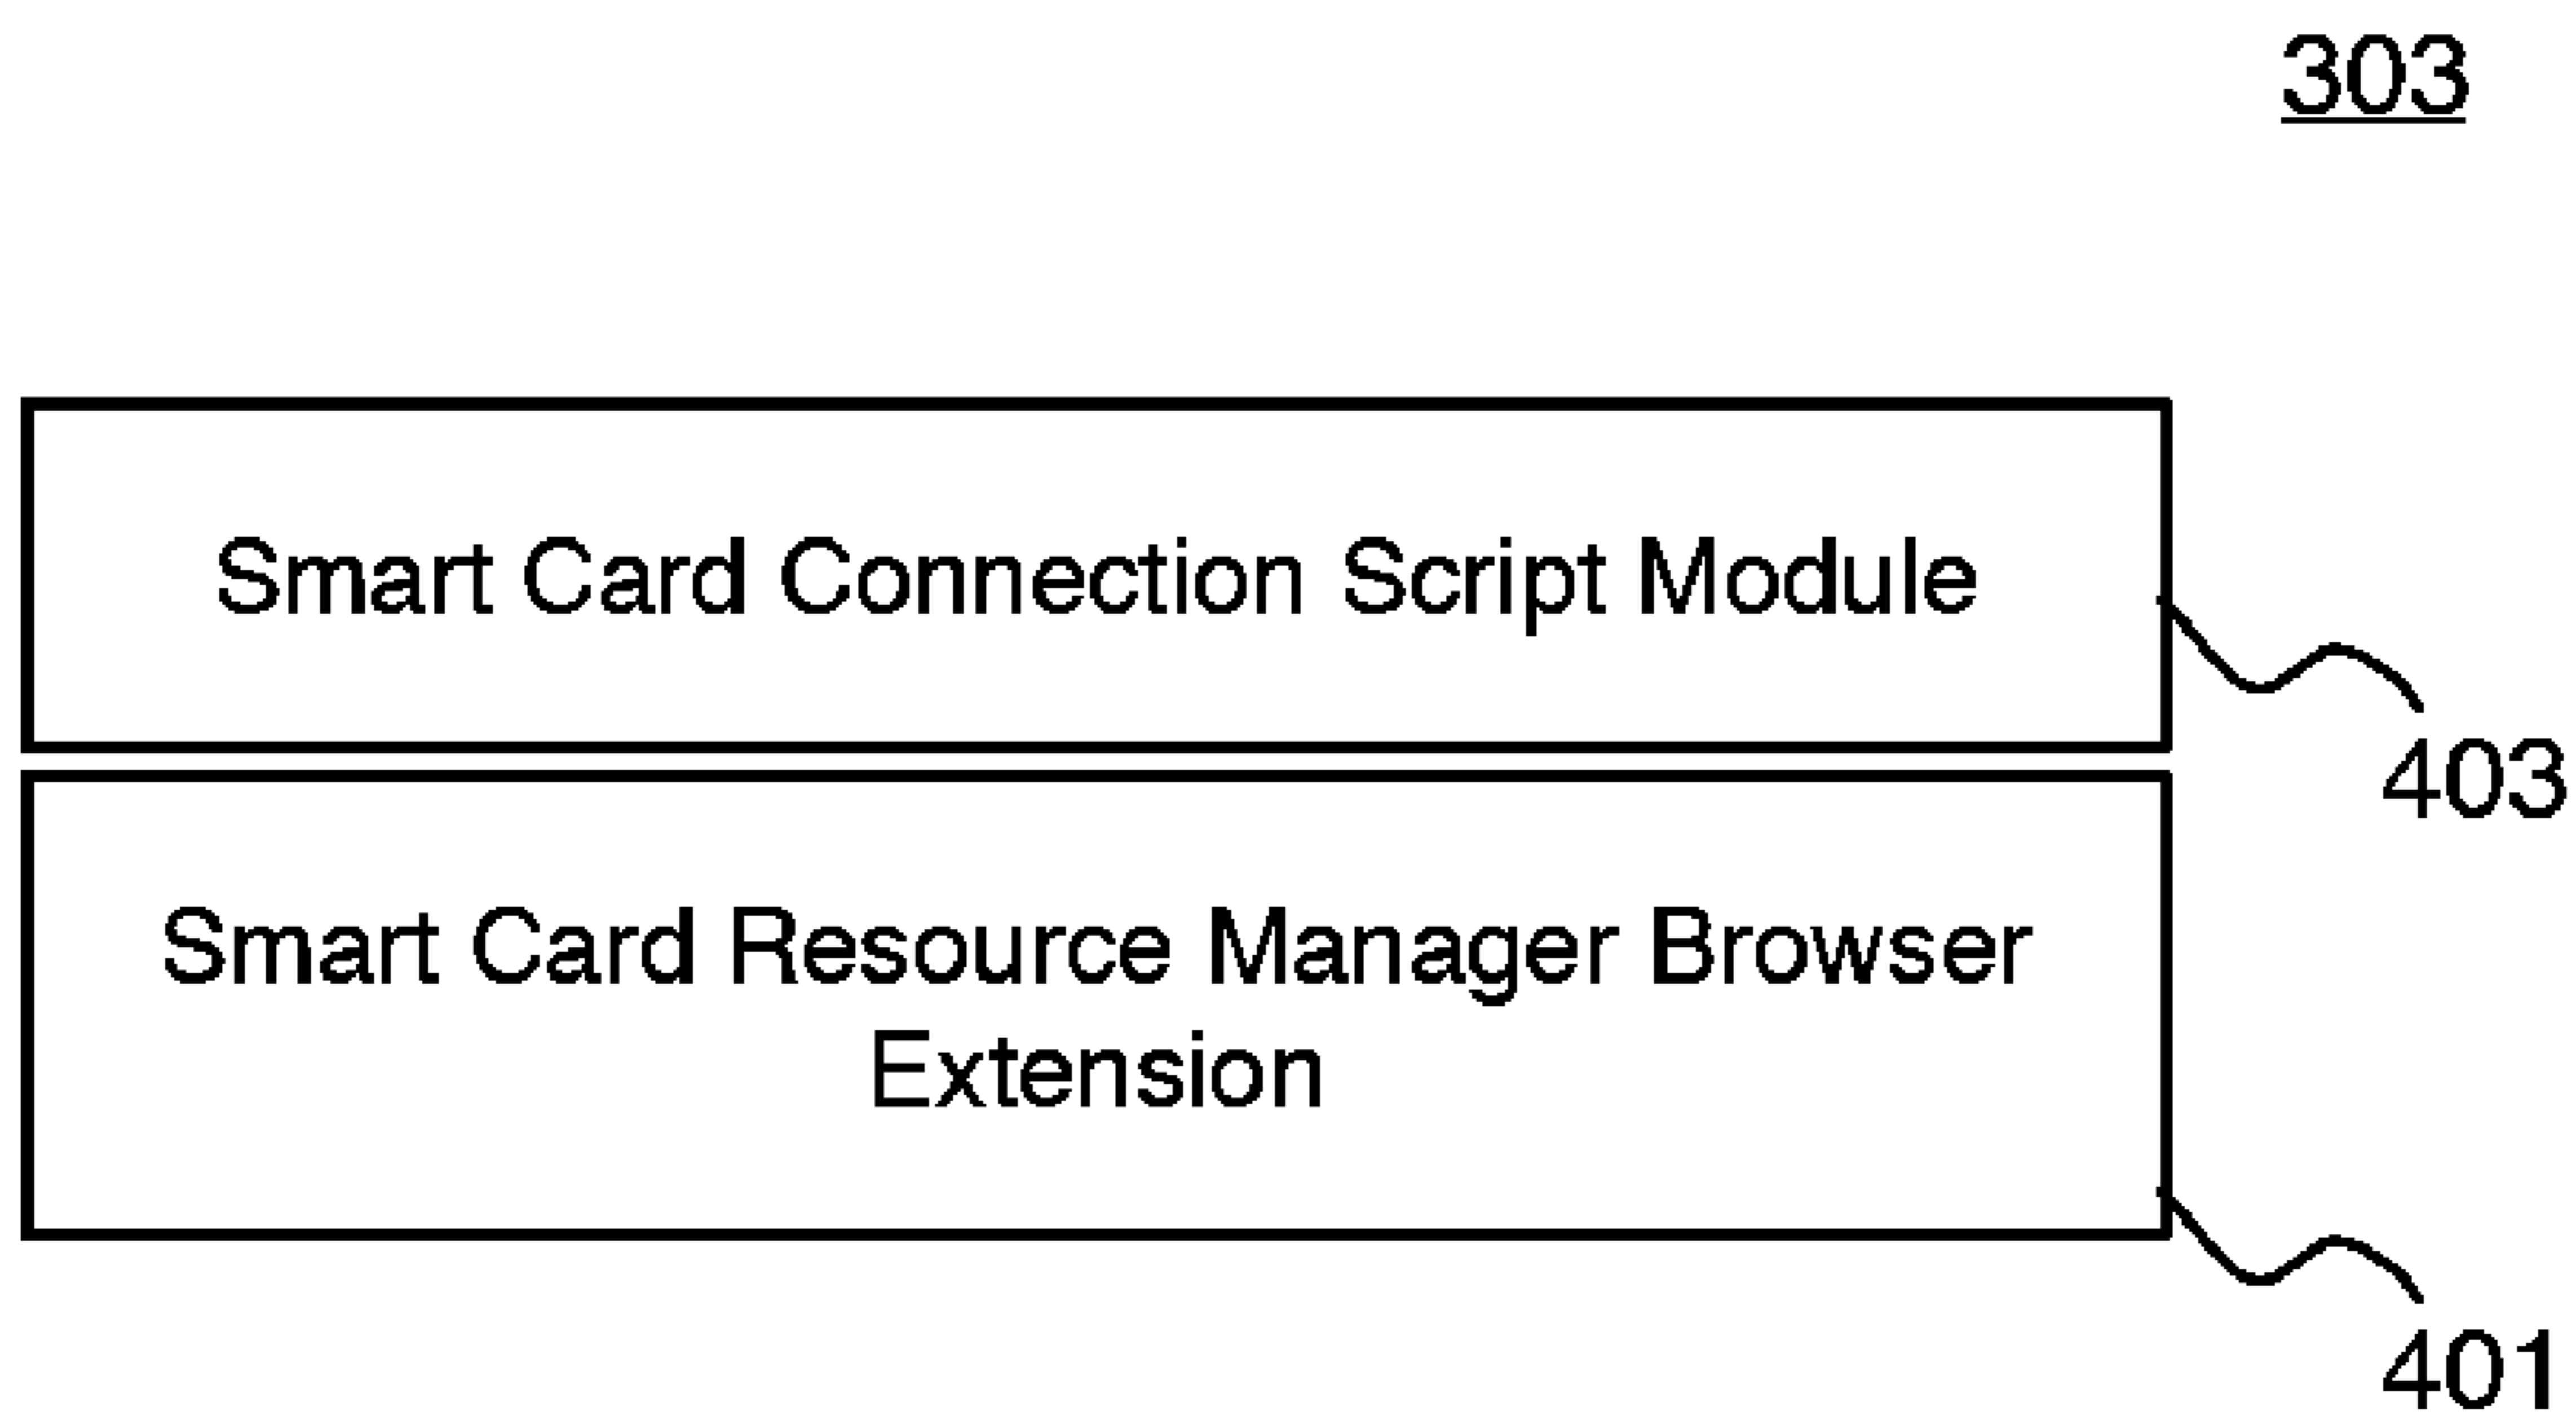 303
Smart Card Connection Script Module
403
Smart Card Resource Manager Browser
Extension
401